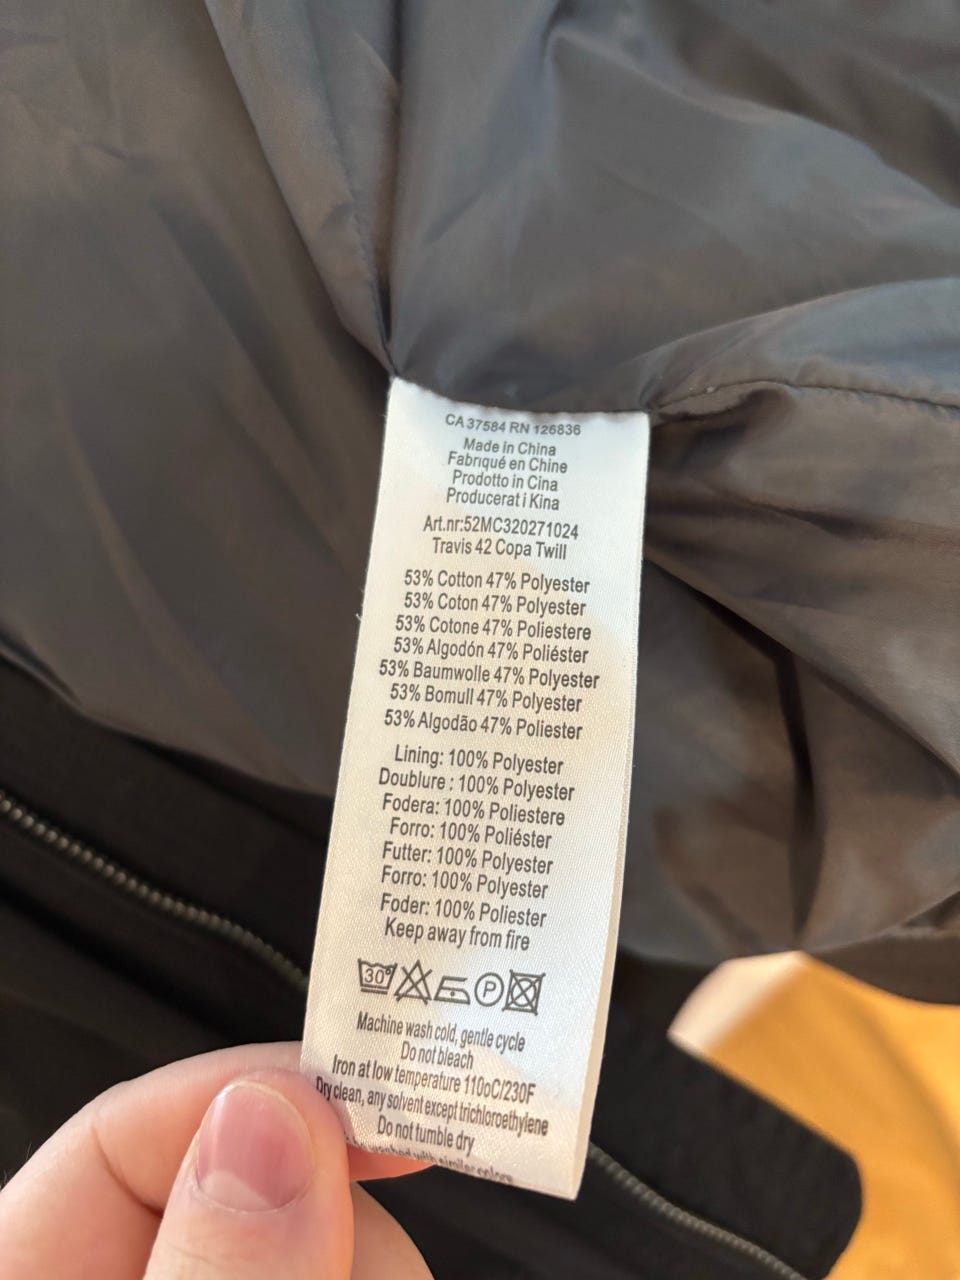 CA 37584 RN 126836
Made in China
Fabriqué en Chine
Prodotto in Cina
Producerat i Kina
Art.nr:52MC320271024
Travis 42 Copa Twill
53% Cotton 47% Polyester
53% Coton 47% Polyester
53% Cotone 47% Poliestere
53% Algodón 47% Poliéster
53% Baumwolle 47% Polyester
53% Bomull 47% Polyester
53% Algodão 47% Poliester
Lining: 100% Polyester
Doublure : 100% Polyester
Fodera: 100% Poliestere
Forro: 100% Poliéster
Futter: 100% Polyester
Forro: 100% Polyester
Foder: 100% Poliester
Keep away from fire
30° P
Machine wash cold, gentle cycle
Do not bleach
Iron at low temperature 110oC/230F
Dry clean, any solvent except trichloroethylene
Do not tumble dry
washed with similar colors